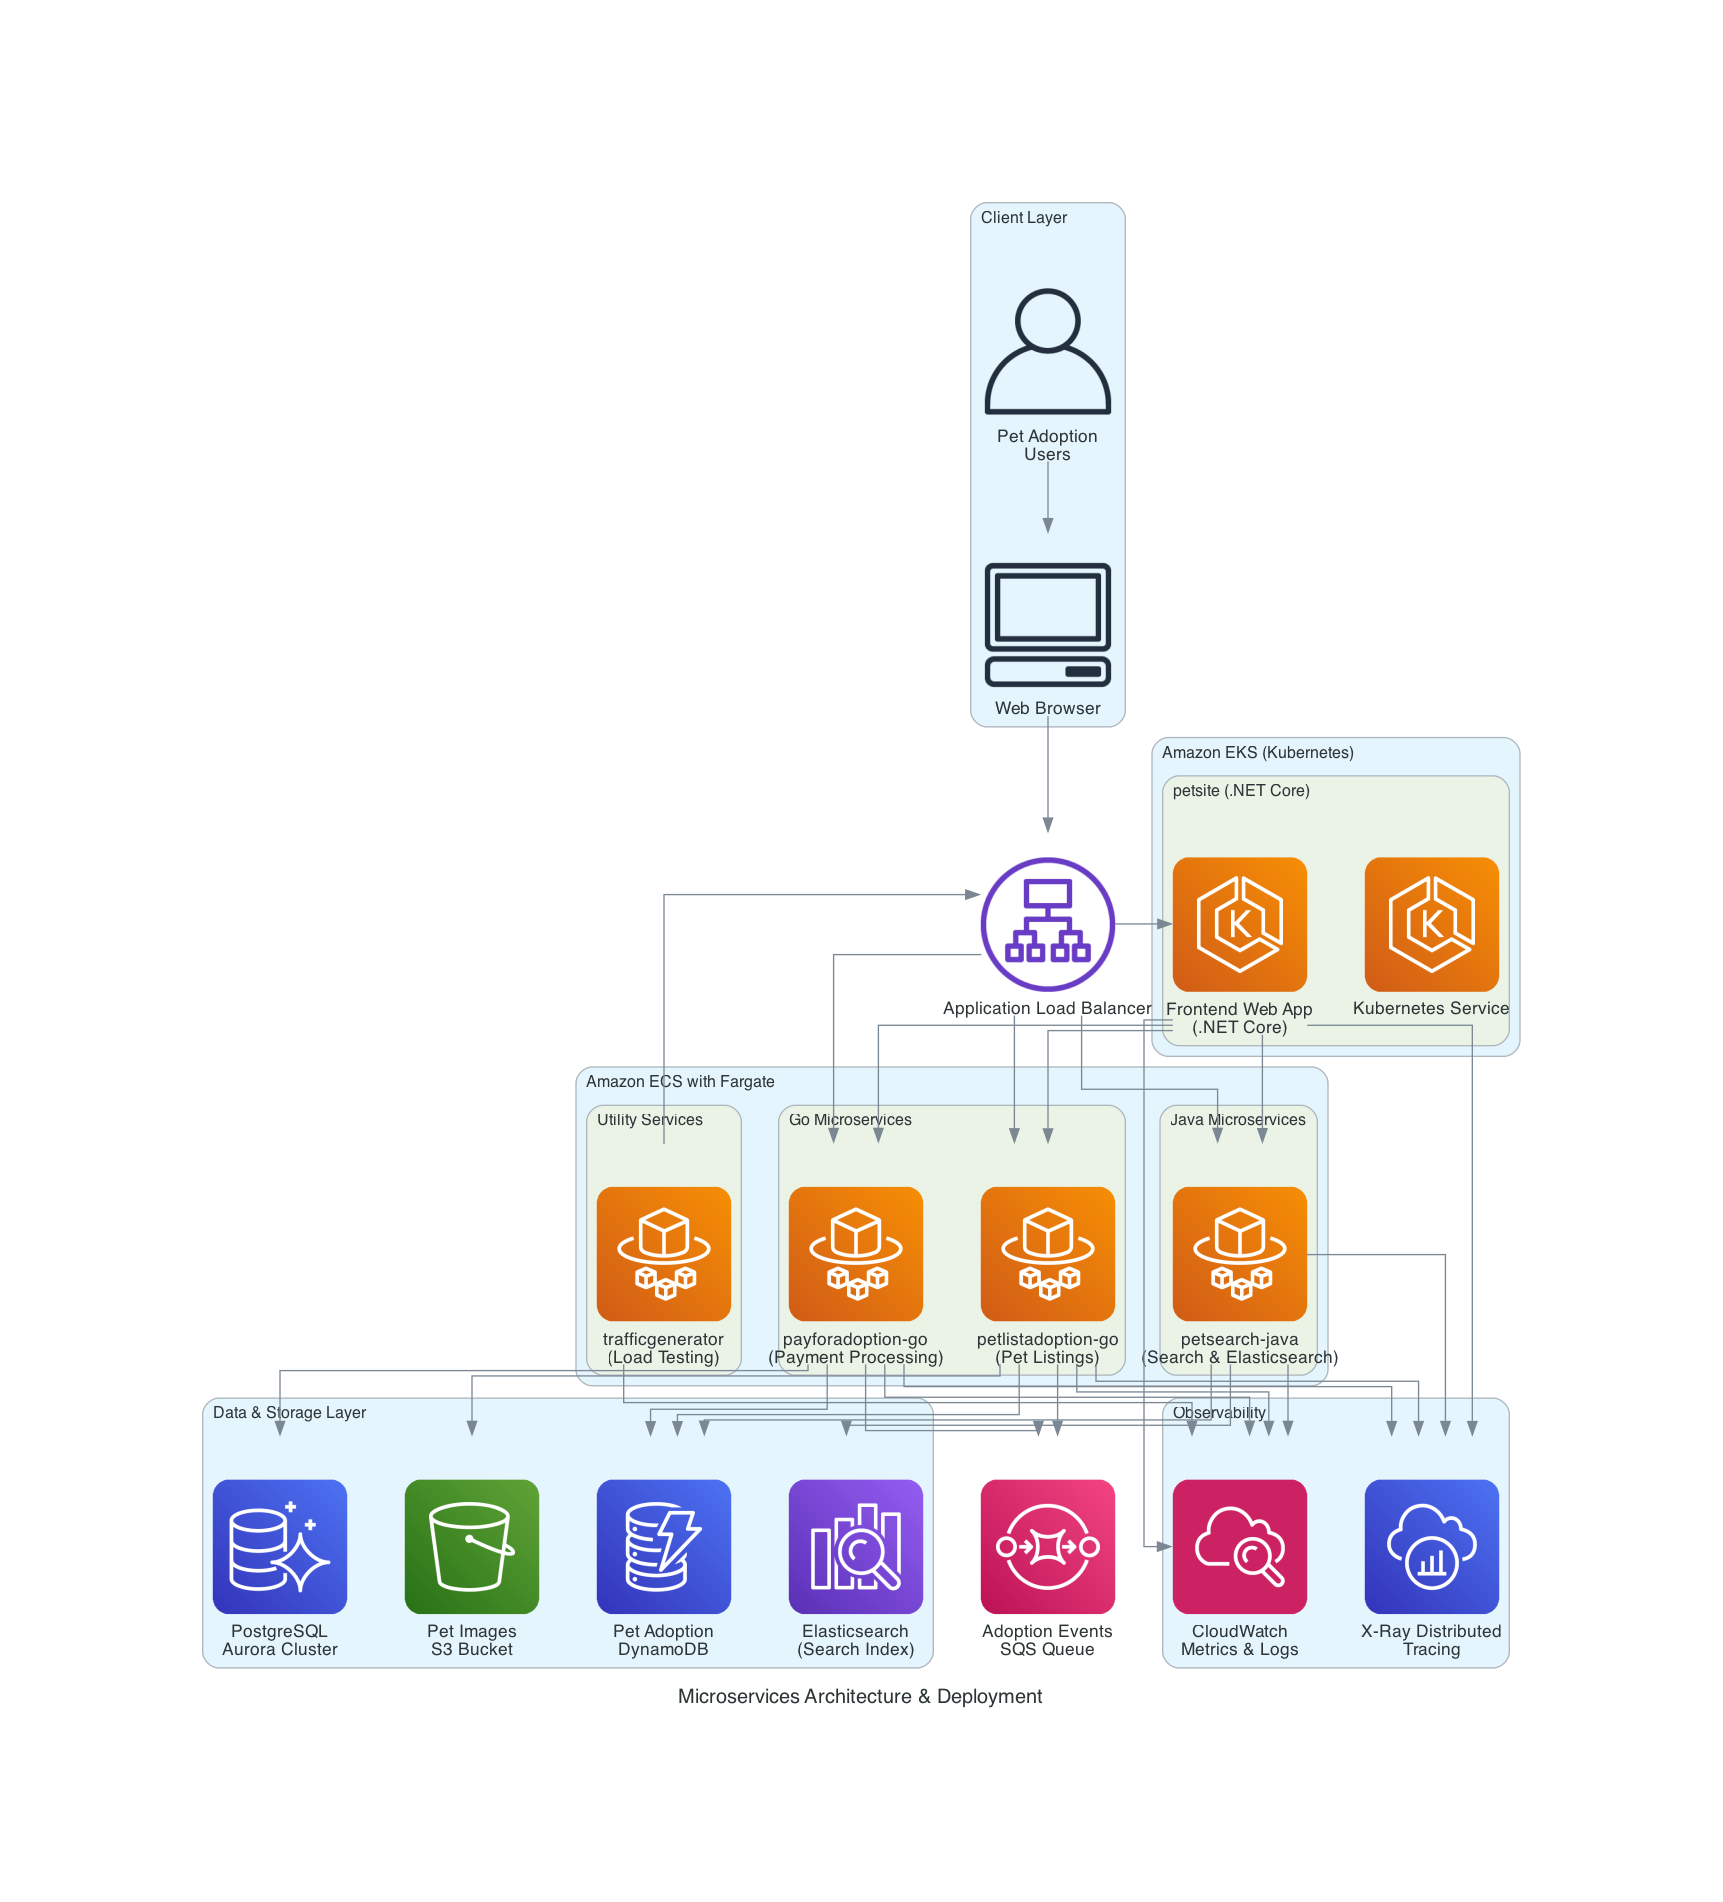 Client Layer
Pet Adoption
Users
Web Browser
Amazon EKS (Kubernetes)
petsite (.NET Core)
Application Load Balancer
Frontend Web App
(.NET Core)
Kubernetes Service
Amazon ECS with Fargate
Utility Services
Go Microservices
Java Microservices
trafficgenerator
(Load Testing)
payforadoption-go
(Payment Processing)
petlistadoption-go
(Pet Listings)
petsearch-java
(Search & Elasticsearch)
Data & Storage Layer
Observability
PostgreSQL
Aurora Cluster
Pet Images
S3 Bucket
Pet Adoption
DynamoDB
Elasticsearch
(Search Index)
Adoption Events
SQS Queue
CloudWatch
Metrics & Logs
X-Ray Distributed
Tracing
Microservices Architecture & Deployment